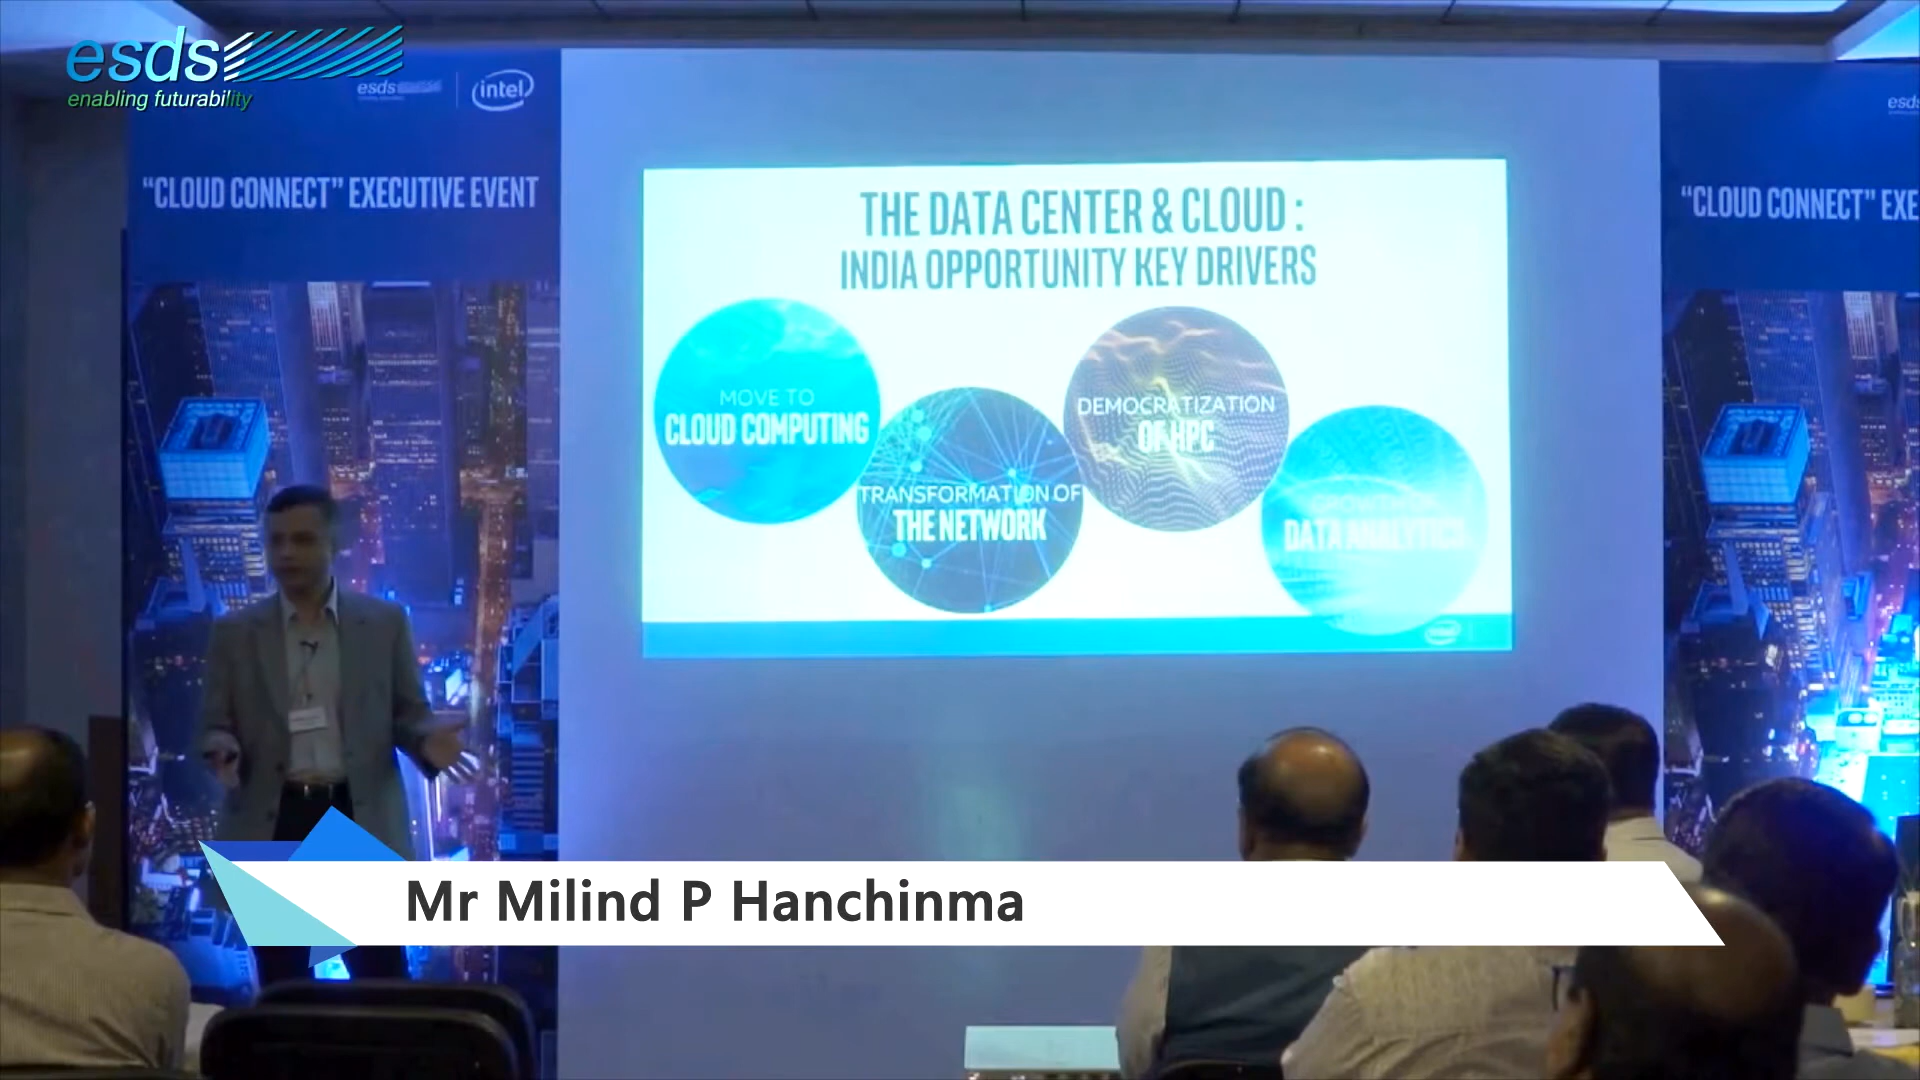 esds
enabling futurability
esds
intel
"CLOUD CONNECT" EXECUTIVE EVENT
THE DATA CENTER & CLOUD :
INDIA OPPORTUNITY KEY DRIVERS
MOVE TO
CLOUD COMPUTING
TRANSFORMATION OF
THE NETWORK
DEMOCRATIZATION
OF HPC
DATA ANALYTICS
intel
esds
"CLOUD CONNECT" EXE
Mr Milind P Hanchinma